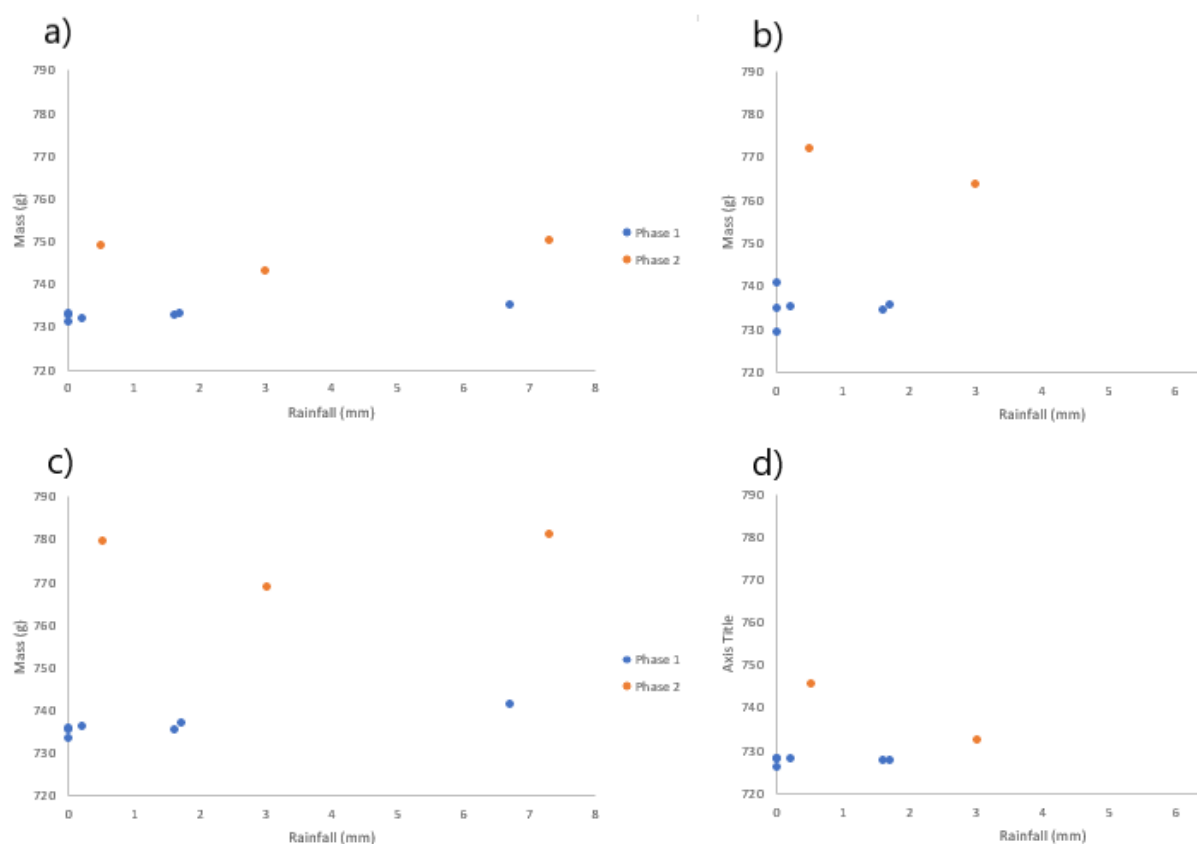 a)
790
780
770
760
750
740
730
720
Mass (g)
0 1 2 3 4 5 6 7 8
Rainfall (mm)
Phase 1
Phase 2
b)
790
780
770
760
750
740
730
720
Mass (g)
0 1 2 3 4 5 6
Rainfall (mm)
c)
790
780
770
760
750
740
730
720
Mass (g)
0 1 2 3 4 5 6 7 8
Rainfall (mm)
Phase 1
Phase 2
d)
790
780
770
760
750
740
730
720
Axis Title
0 1 2 3 4 5 6
Rainfall (mm)